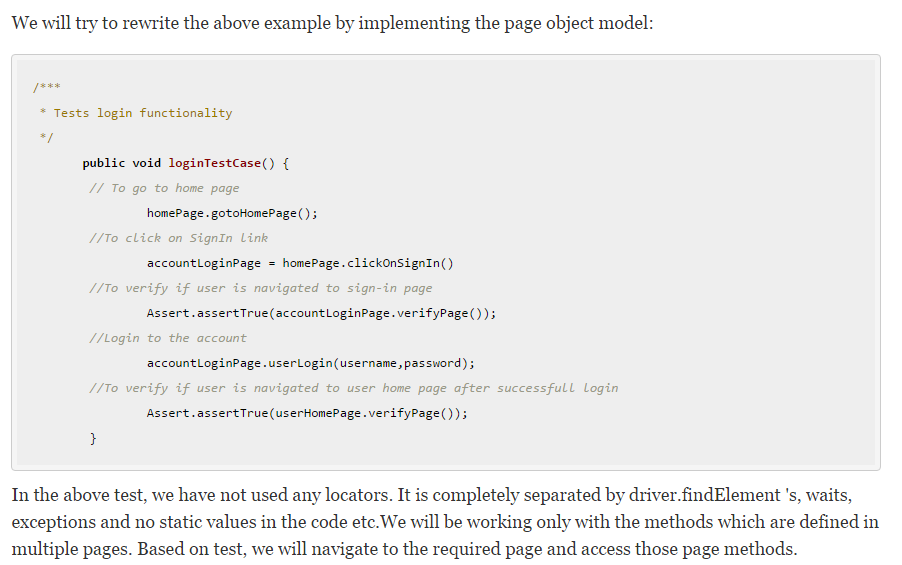 We will try to rewrite the above example by implementing the page object model:
/***
* Tests login functionality
*/
public void loginTestCase() {
// To go to home page
homePage.gotoHomePage();
//To click on SignIn link
accountLoginPage = homePage.clickOnSignIn()
//To verify if user is navigated to sign-in page
Assert.assertTrue(accountLoginPage.verifyPage());
//Login to the account
accountLoginPage.userLogin(username,password);
//To verify if user is navigated to user home page after successfull login
Assert.assertTrue(userHomePage.verifyPage());
}
In the above test, we have not used any locators. It is completely separated by driver.findElement 's, waits,
exceptions and no static values in the code etc.We will be working only with the methods which are defined in
multiple pages. Based on test, we will navigate to the required page and access those page methods.